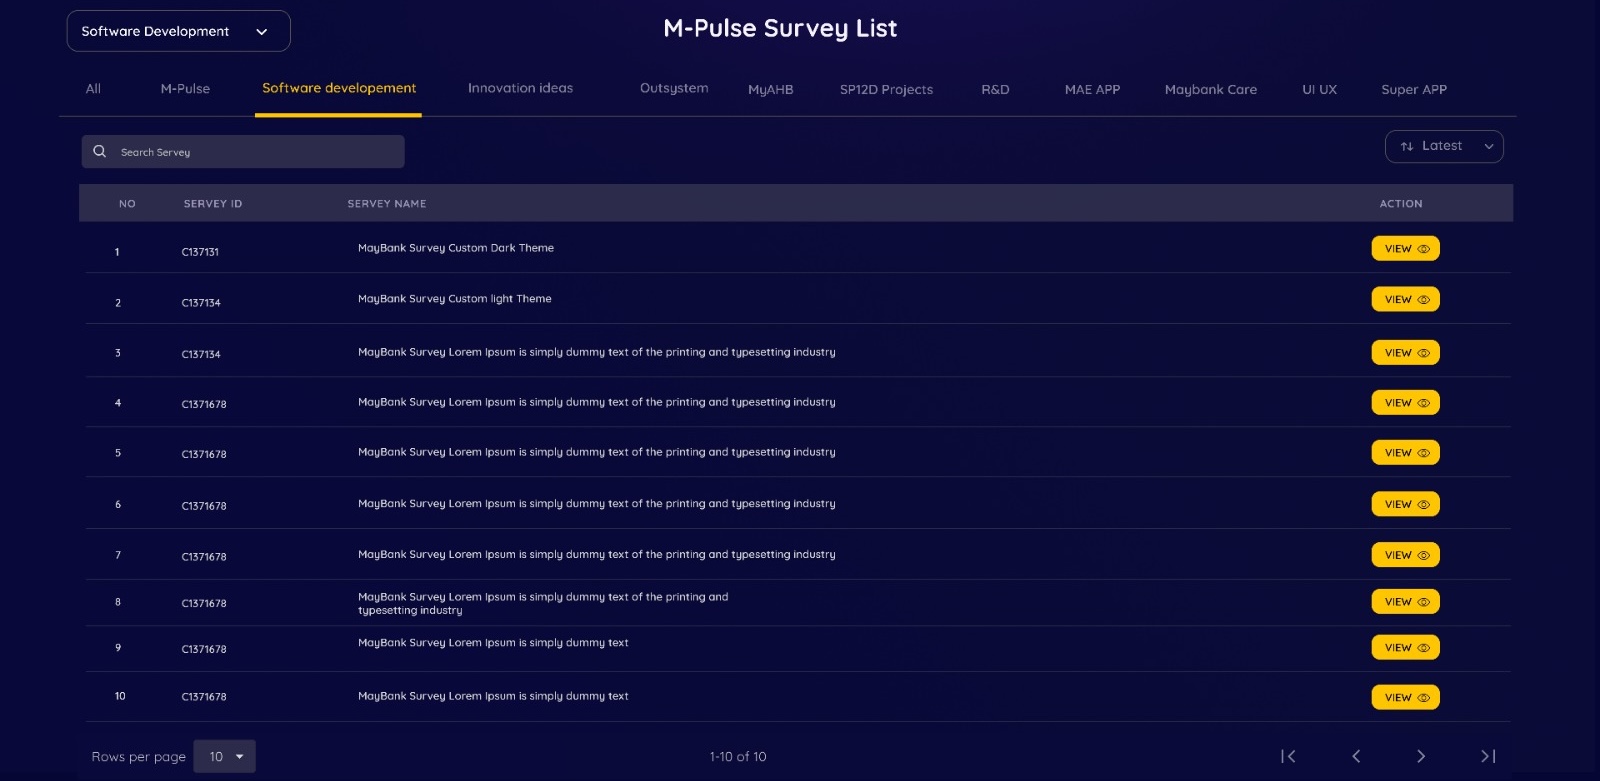 Software Development
M-Pulse Survey List
All M-Pulse Software developement Innovation ideas Outsystem MyAHB SP12D Projects R&D MAE APP Maybank Care UI UX Super APP
Search Servey
Latest
NO SERVEY ID SERVEY NAME ACTION
1 C137131 MayBank Survey Custom Dark Theme VIEW
2 C137134 MayBank Survey Custom light Theme VIEW
3 C137134 MayBank Survey Lorem Ipsum is simply dummy text of the printing and typesetting industry VIEW
4 C1371678 MayBank Survey Lorem Ipsum is simply dummy text of the printing and typesetting industry VIEW
5 C1371678 MayBank Survey Lorem Ipsum is simply dummy text of the printing and typesetting industry VIEW
6 C1371678 MayBank Survey Lorem Ipsum is simply dummy text of the printing and typesetting industry VIEW
7 C1371678 MayBank Survey Lorem Ipsum is simply dummy text of the printing and typesetting industry VIEW
8 C1371678 MayBank Survey Lorem Ipsum is simply dummy text of the printing and VIEW
typesetting industry
9 C1371678 MayBank Survey Lorem Ipsum is simply dummy text VIEW
10 C1371678 MayBank Survey Lorem Ipsum is simply dummy text VIEW
Rows per page 10 1-10 of 10